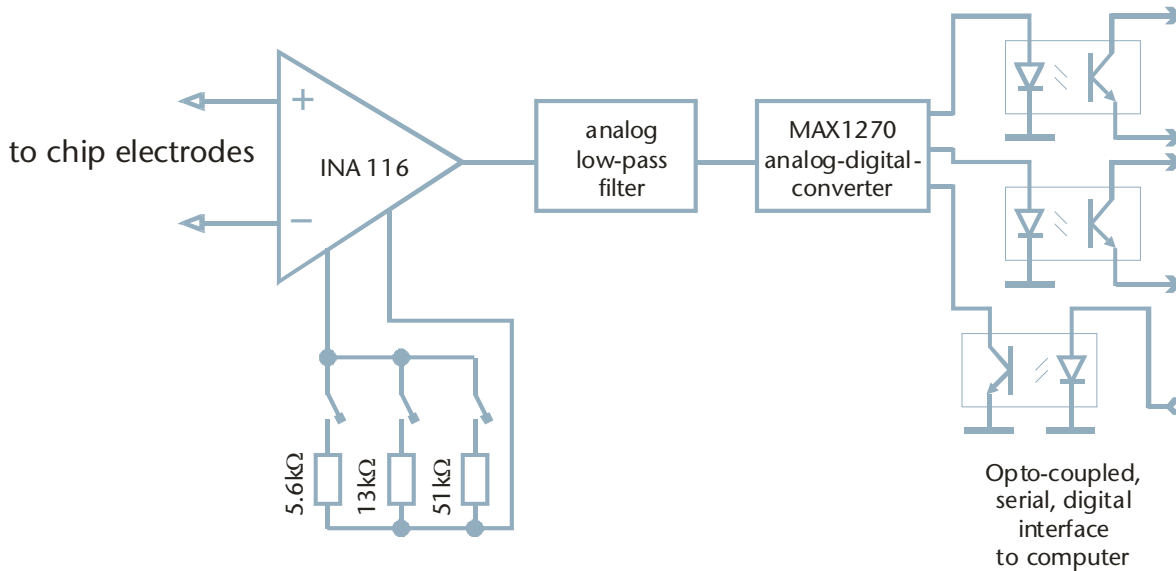 to chip electrodes
+
−
INA 116
analog
low-pass
filter
MAX1270
analog-digital-
converter
5.6kΩ
13kΩ
51kΩ
Opto-coupled,
serial, digital
interface
to computer